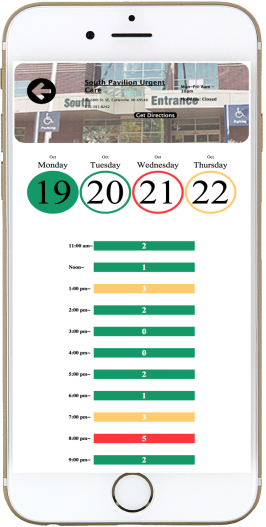 South Pavilion Urgent
Care
Mon-Fri: 8am -
10pm
Closed
South Entrance
Parking
Parking
Get Directions
Oct Oct Oct Oct
Monday Tuesday Wednesday Thursday
19 20 21 22
11:00 am- 2
Noon- 1
1:00 pm- 3
2:00 pm- 2
3:00 pm- 0
4:00 pm- 0
5:00 pm- 2
6:00 pm- 1
7:00 pm- 3
8:00 pm- 5
9:00 pm- 2